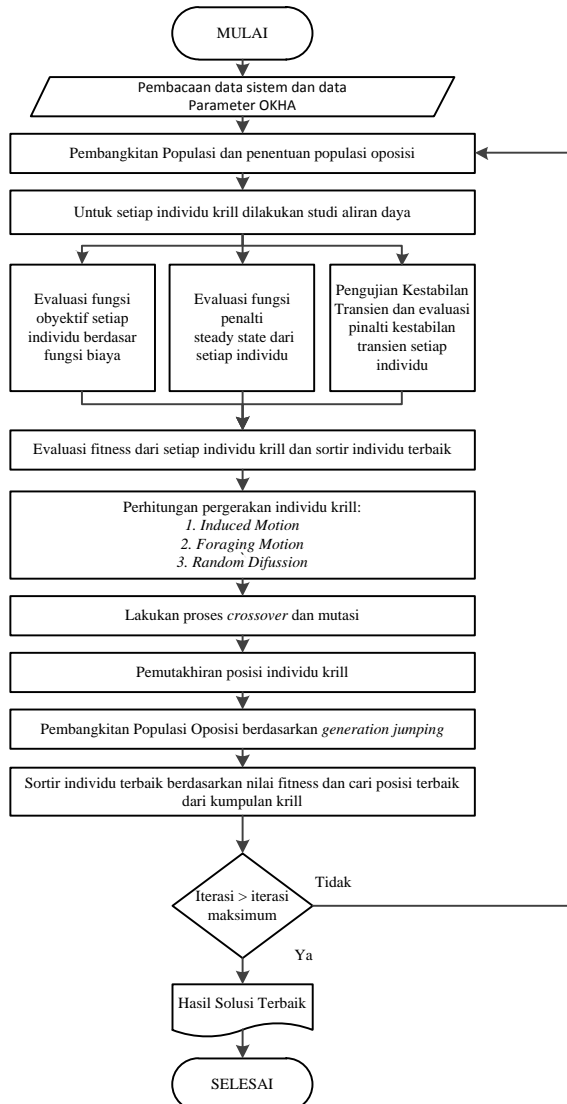 MULAI
Pembacaan data sistem dan data
Parameter OKHA
Pembangkitan Populasi dan penentuan populasi oposisi
Untuk setiap individu krill dilakukan studi aliran daya
Evaluasi fungsi
obyektif setiap
individu berdasar
fungsi biaya
Evaluasi fungsi
penalti
steady state dari
setiap individu
Pengujian Kestabilan
Transien dan evaluasi
pinalti kestabilan
transien setiap
individu
Evaluasi fitness dari setiap individu krill dan sortir individu terbaik
Perhitungan pergerakan individu krill:
1. Induced Motion
2. Foraging Motion
3. Random Difussion
Lakukan proses crossover dan mutasi
Pemutakhiran posisi individu krill
Pembangkitan Populasi Oposisi berdasarkan generation jumping
Sortir individu terbaik berdasarkan nilai fitness dan cari posisi terbaik
dari kumpulan krill
Iterasi > iterasi
maksimum
Tidak
Ya
Hasil Solusi Terbaik
SELESAI